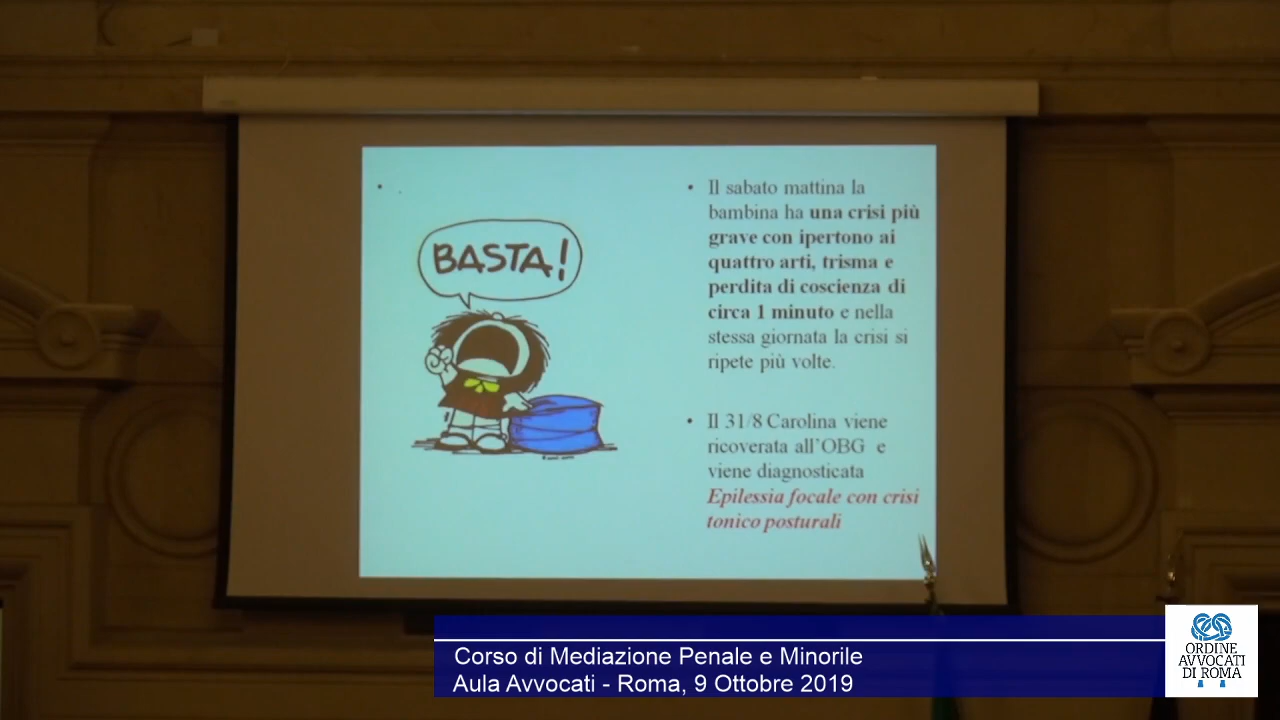 BASTA!
Il sabato mattina la
bambina ha una crisi più
grave con ipertono ai
quattro arti, trisma e
perdita di coscienza di
circa 1 minuto e nella
stessa giornata la crisi si
ripete più volte.
Il 31/8 Carolina viene
ricoverata all'OBG e
viene diagnosticata
Epilessia focale con crisi
tonico posturali
Corso di Mediazione Penale e Minorile
Aula Avvocati - Roma, 9 Ottobre 2019
ORDINE
AVVOCATI
DI ROMA